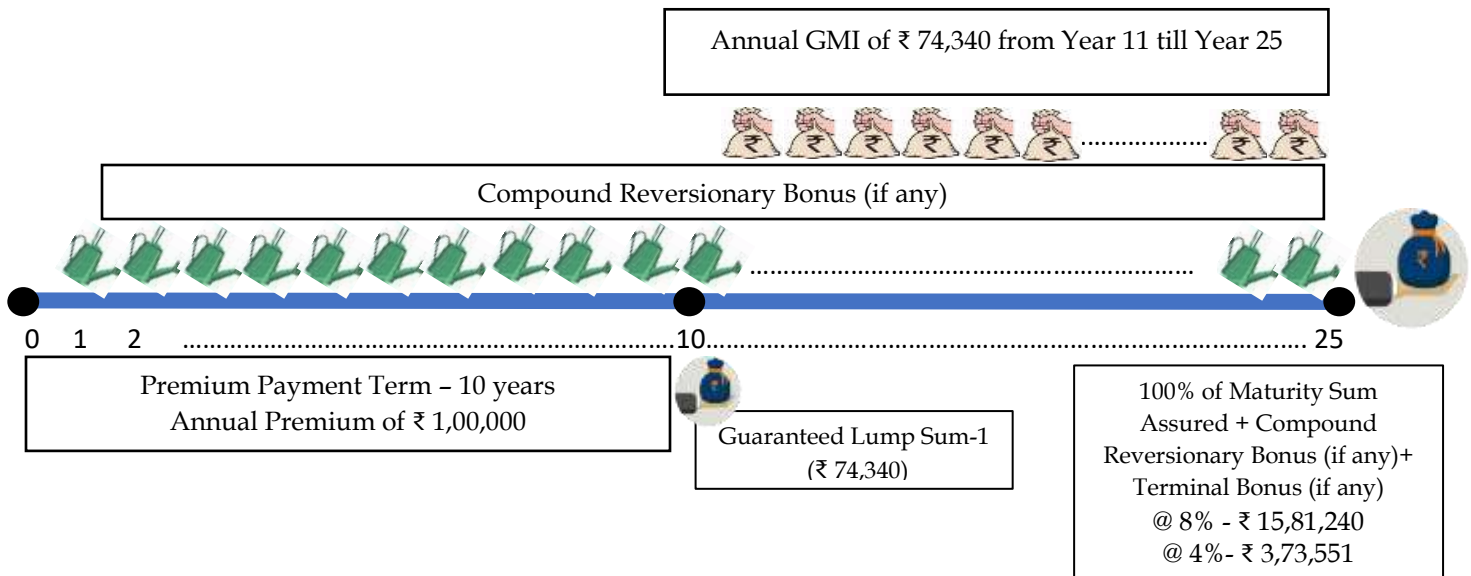 Annual GMI of ₹ 74,340 from Year 11 till Year 25
₹ ₹ ₹ ₹ ₹ ₹ ……………… ₹ ₹
Compound Reversionary Bonus (if any)
0 1 2 ……………………………………………10……………………………………………………… 25
Premium Payment Term – 10 years
Annual Premium of ₹ 1,00,000
Guaranteed Lump Sum-1
(₹ 74,340)
100% of Maturity Sum
Assured + Compound
Reversionary Bonus (if any)+
Terminal Bonus (if any)
@ 8% - ₹ 15,81,240
@ 4%- ₹ 3,73,551